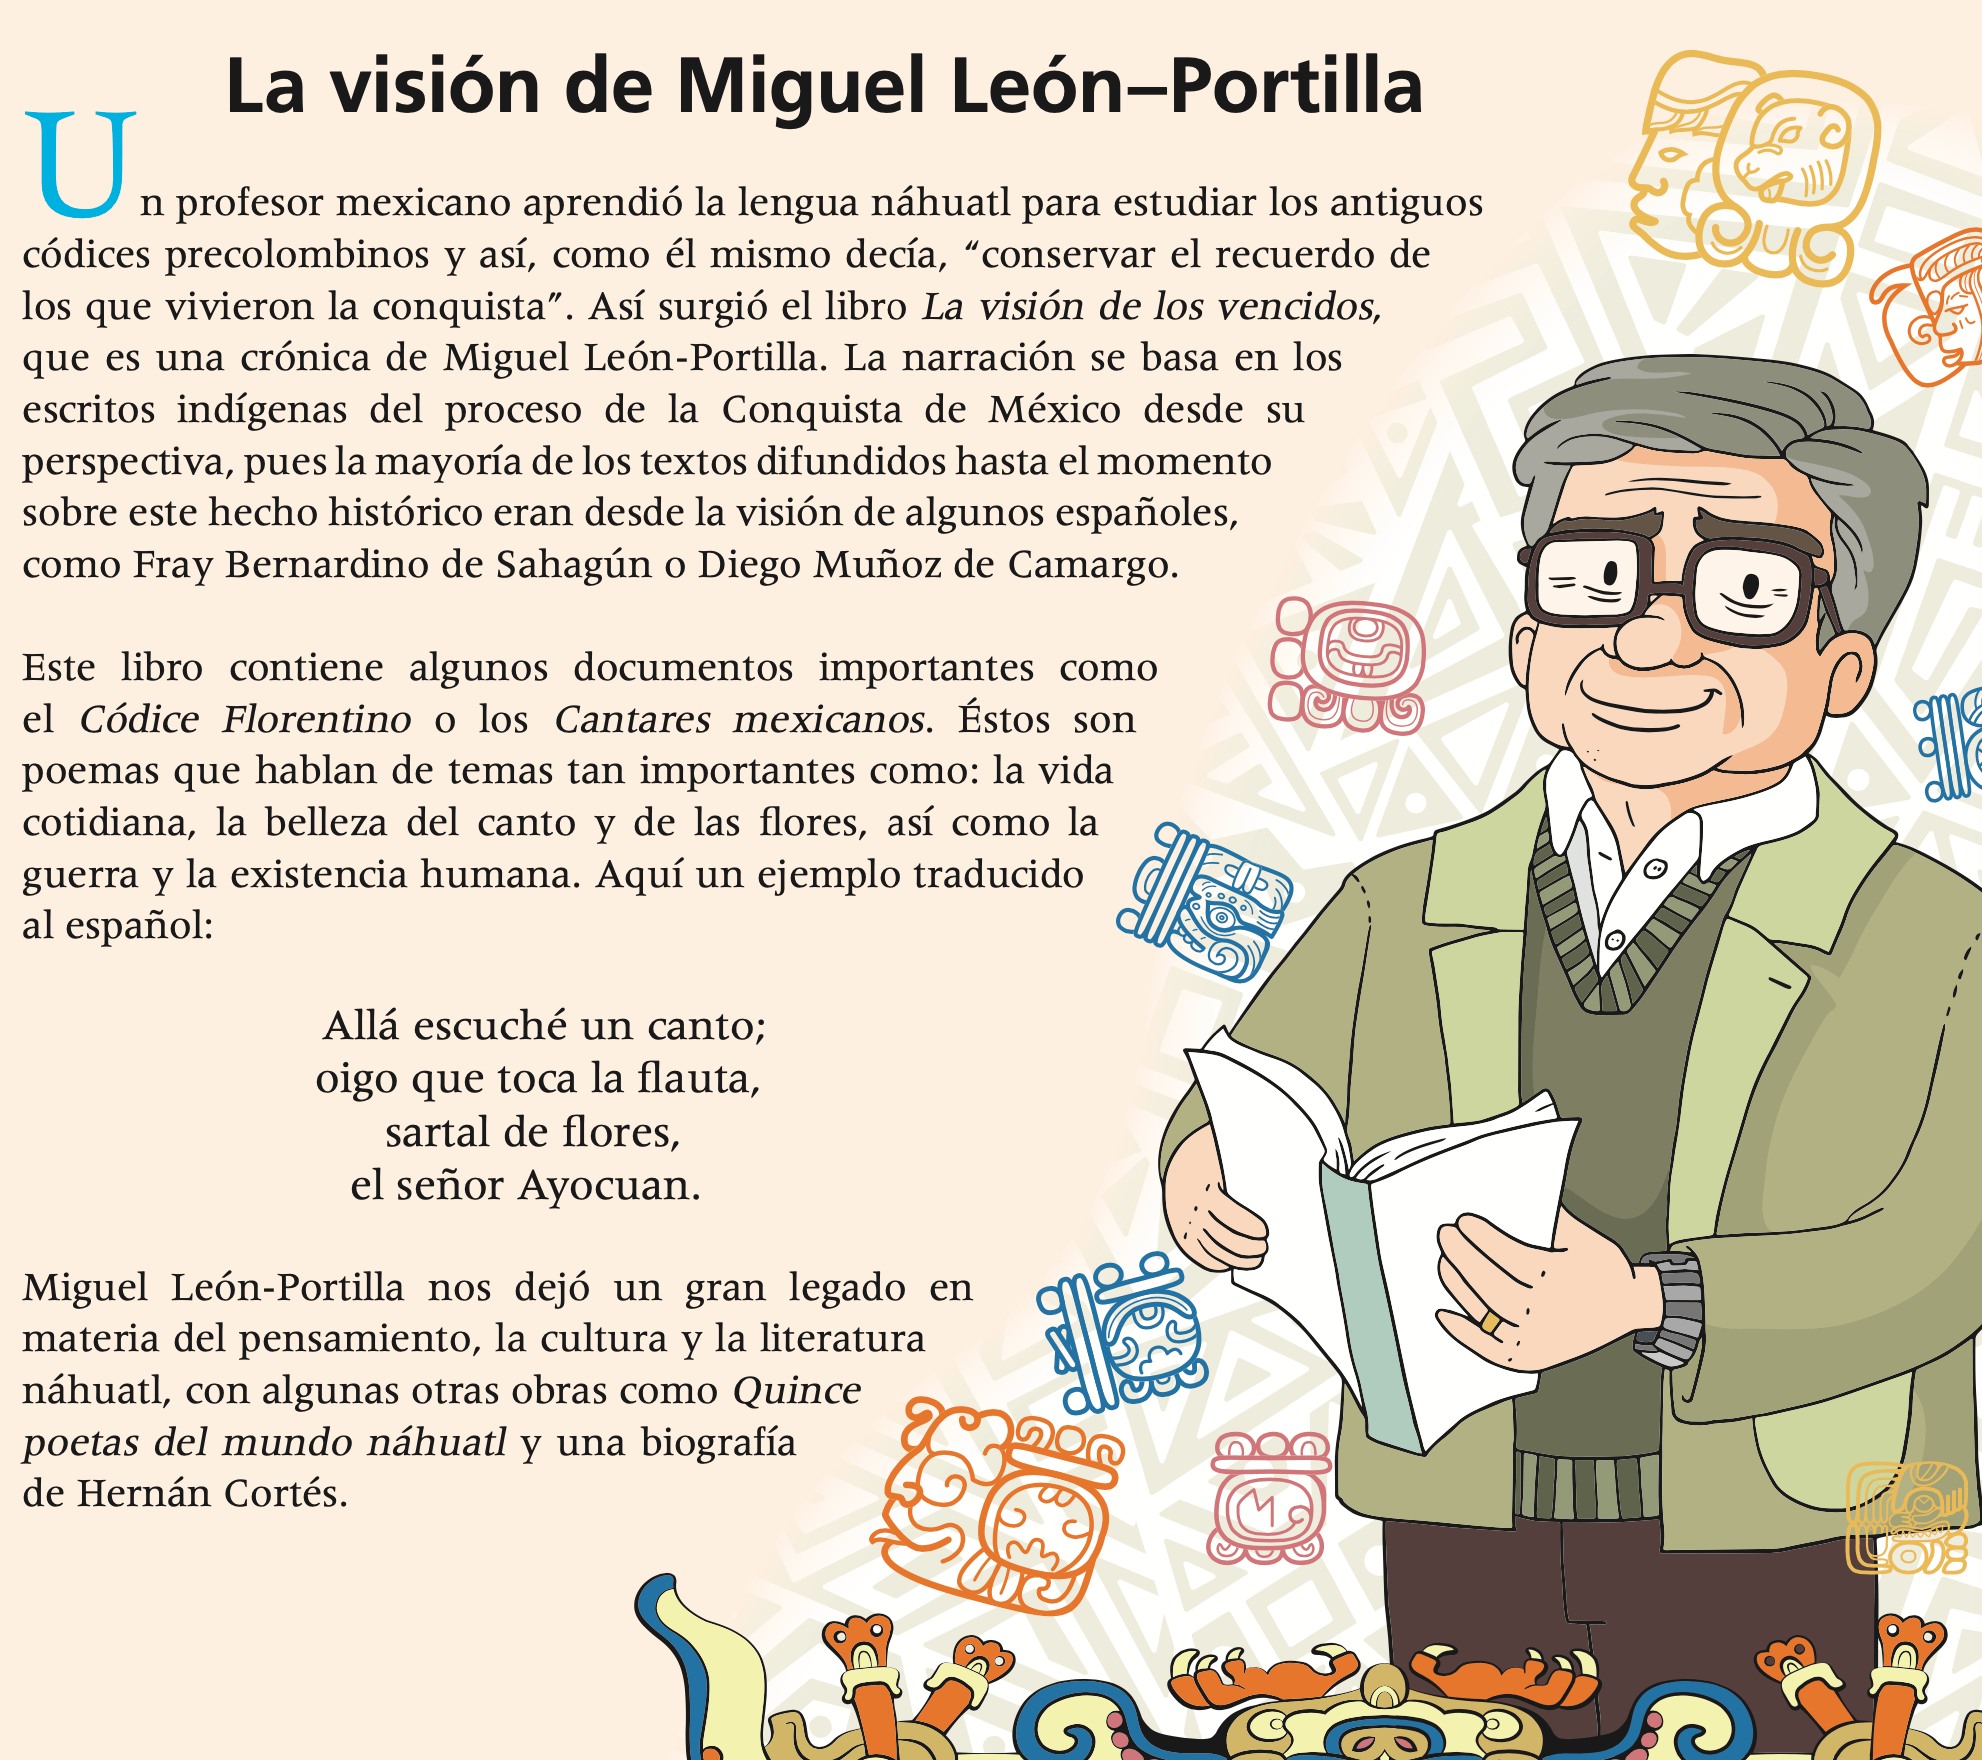 La visión de Miguel León–Portilla
Un profesor mexicano aprendió la lengua náhuatl para estudiar los antiguos
códices precolombinos y así, como él mismo decía, “conservar el recuerdo de
los que vivieron la conquista”. Así surgió el libro La visión de los vencidos,
que es una crónica de Miguel León-Portilla. La narración se basa en los
escritos indígenas del proceso de la Conquista de México desde su
perspectiva, pues la mayoría de los textos difundidos hasta el momento
sobre este hecho histórico eran desde la visión de algunos españoles,
como Fray Bernardino de Sahagún o Diego Muñoz de Camargo.
Este libro contiene algunos documentos importantes como
el Códice Florentino o los Cantares mexicanos. Éstos son
poemas que hablan de temas tan importantes como: la vida
cotidiana, la belleza del canto y de las flores, así como la
guerra y la existencia humana. Aquí un ejemplo traducido
al español:
Allá escuché un canto;
oigo que toca la flauta,
sartal de flores,
el señor Ayocuan.
Miguel León-Portilla nos dejó un gran legado en
materia del pensamiento, la cultura y la literatura
náhuatl, con algunas otras obras como Quince
poetas del mundo náhuatl y una biografía
de Hernán Cortés.